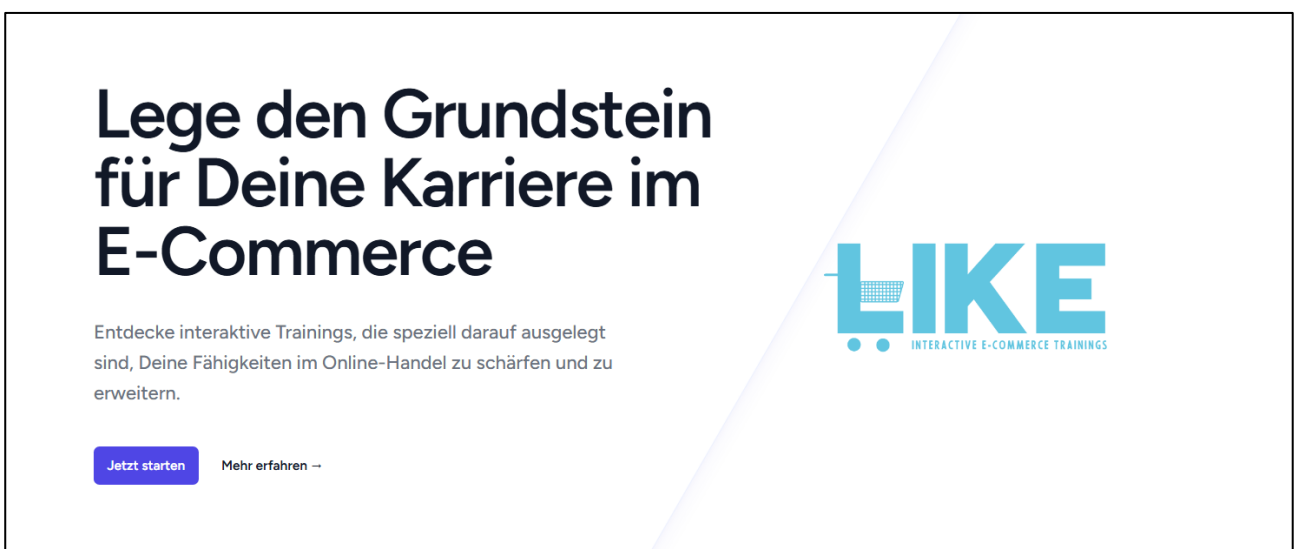 Lege den Grundstein
für Deine Karriere im
E-Commerce
Entdecke interaktive Trainings, die speziell darauf ausgelegt
sind, Deine Fähigkeiten im Online-Handel zu schärfen und zu
erweitern.
Jetzt starten
Mehr erfahren →
LIKE
INTERACTIVE E-COMMERCE TRAININGS